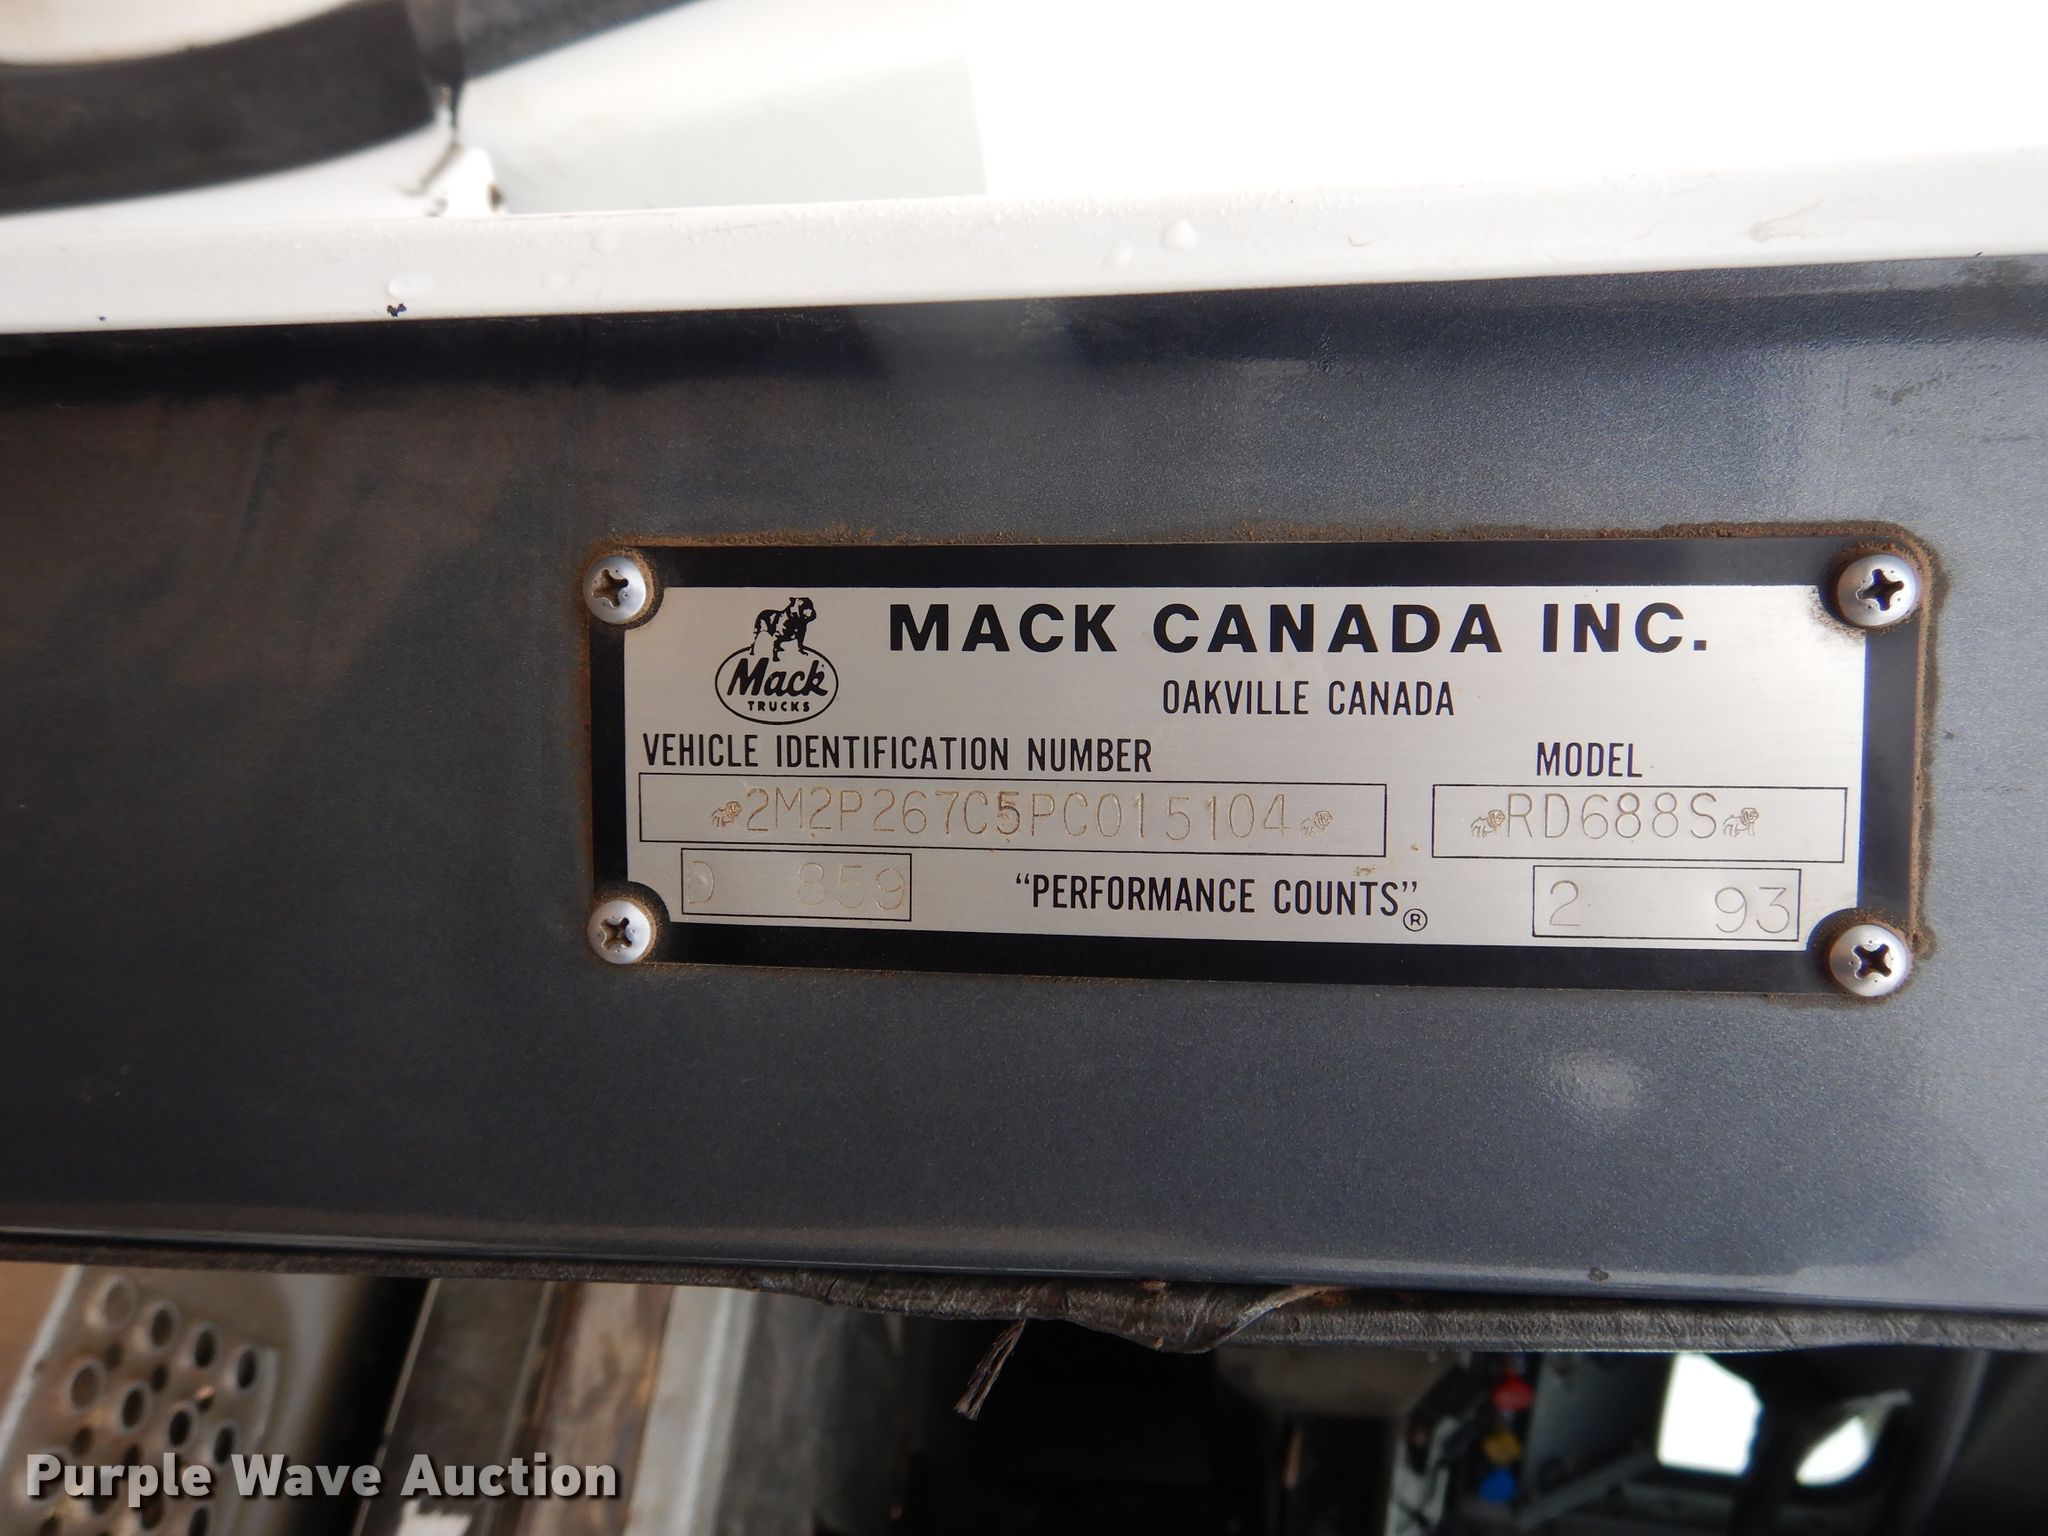 MACK CANADA INC.
Mack
TRUCKS
OAKVILLE CANADA
VEHICLE IDENTIFICATION NUMBER
MODEL
2M2P267C5PC015104
RD688S
D 859
"PERFORMANCE COUNTS"®
2 93
Purple Wave Auction